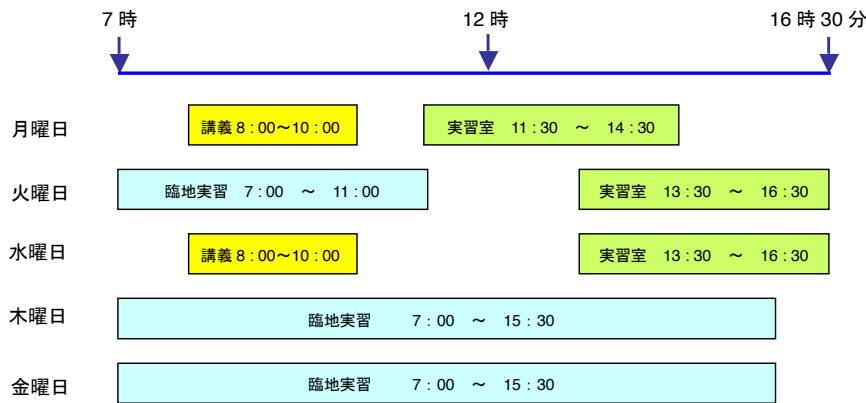 7 時 12 時 16 時 30 分
月曜日 講義 8 : 00～10 : 00 実習室 11 : 30 ～ 14 : 30
火曜日 臨地実習 7 : 00 ～ 11 : 00 実習室 13 : 30 ～ 16 : 30
水曜日 講義 8 : 00～10 : 00 実習室 13 : 30 ～ 16 : 30
木曜日 臨地実習 7 : 00 ～ 15 : 30
金曜日 臨地実習 7 : 00 ～ 15 : 30